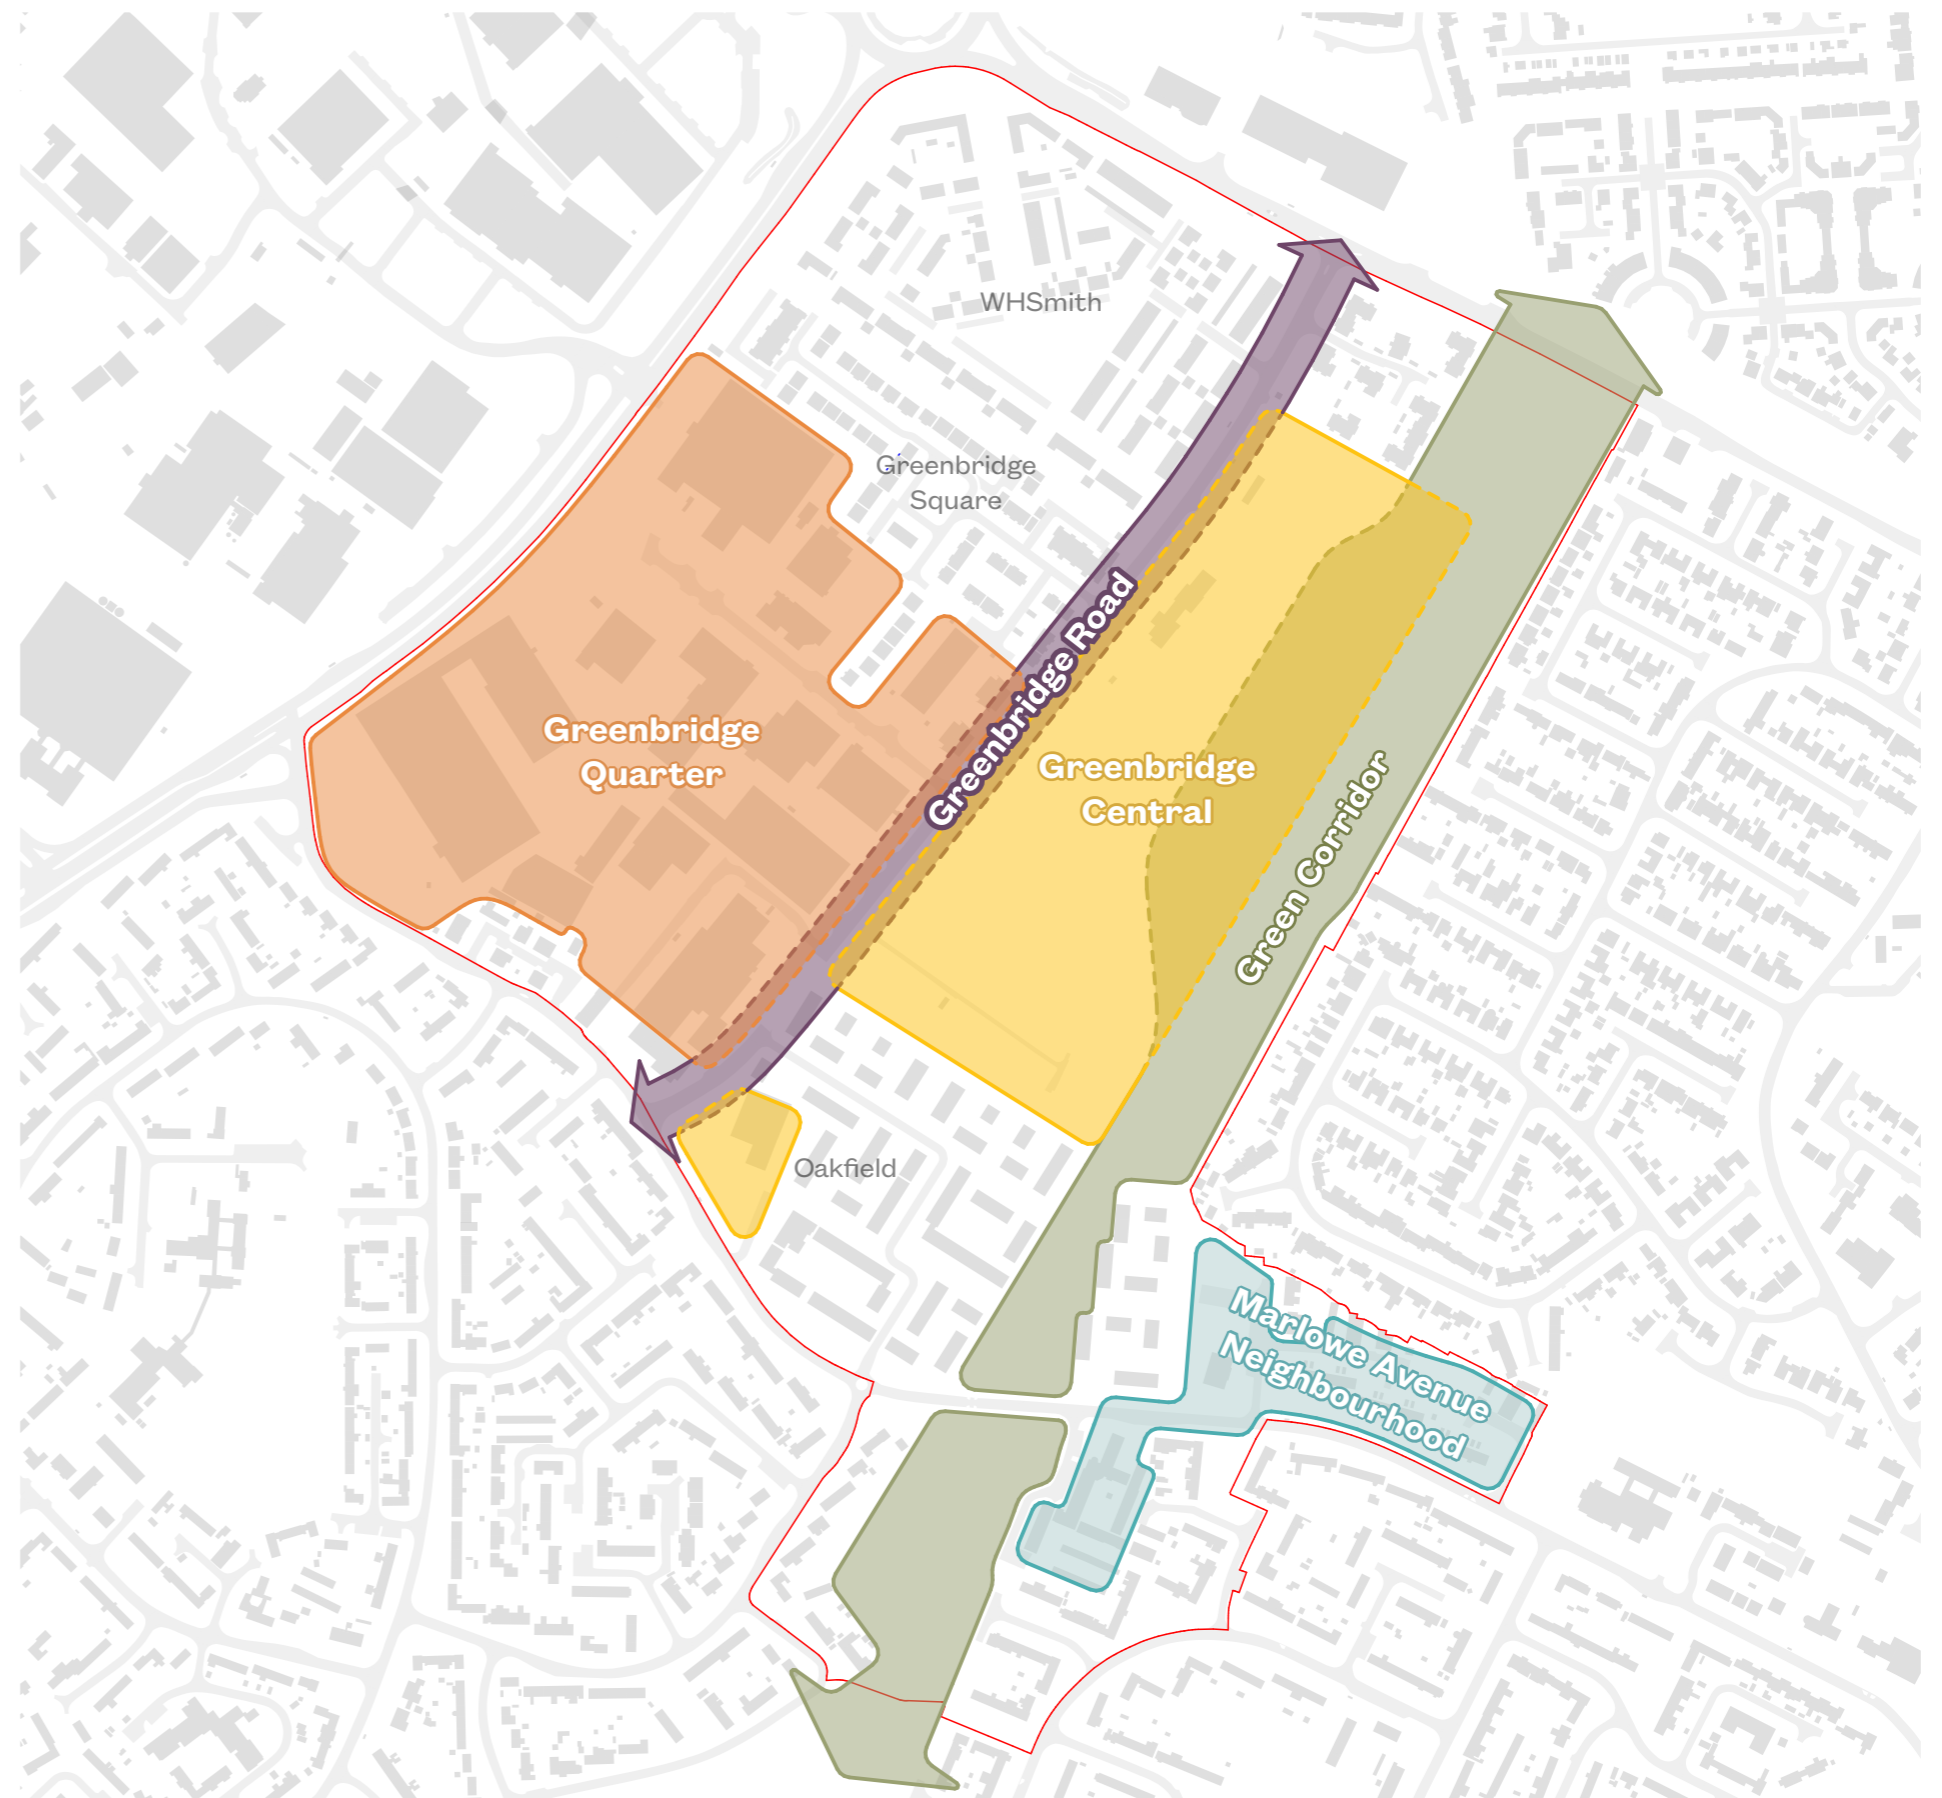 WHSmith
Greenbridge
Square
Greenbridge Road
Greenbridge
Quarter
Greenbridge
Central
Green Corridor
Oakfield
Marlowe Avenue
Neighbourhood